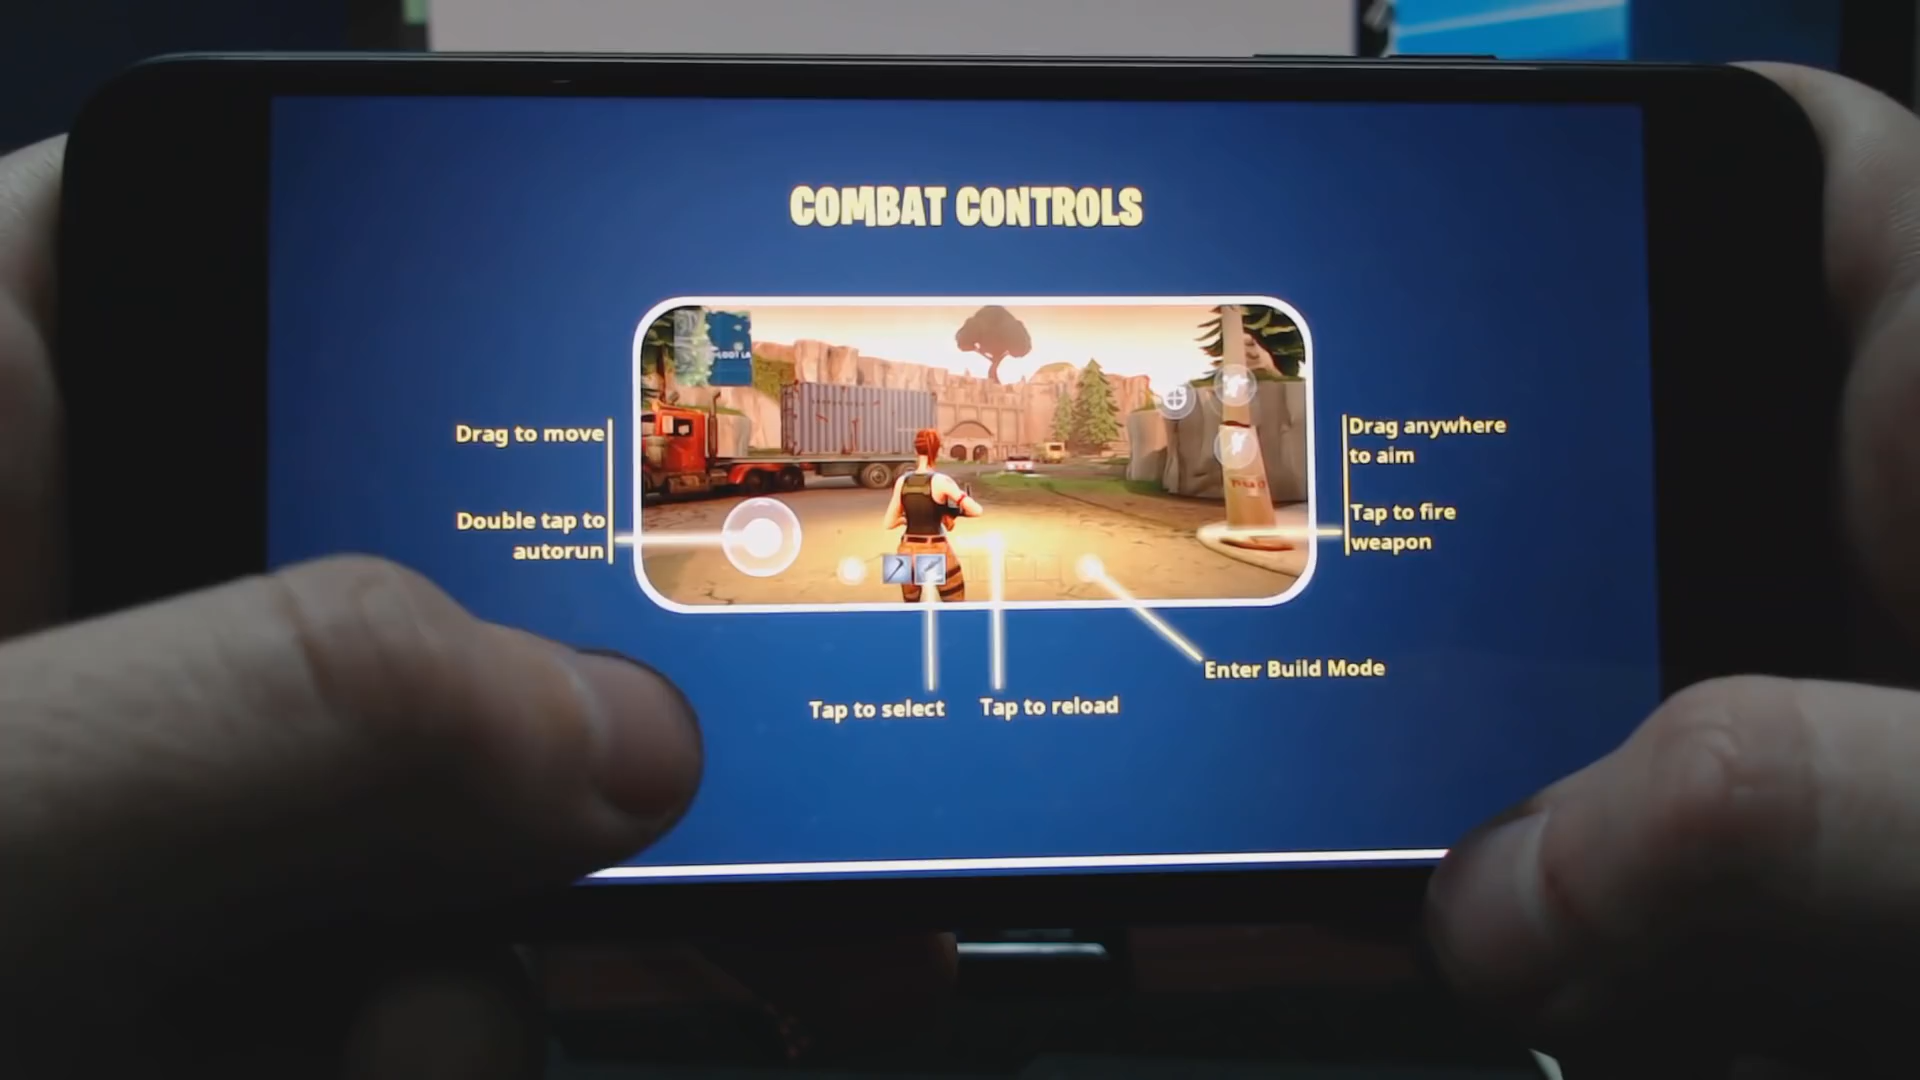 COMBAT CONTROLS
Drag to move
Double tap to
autorun
Drag anywhere
to aim
Tap to fire
weapon
Enter Build Mode
Tap to select
Tap to reload